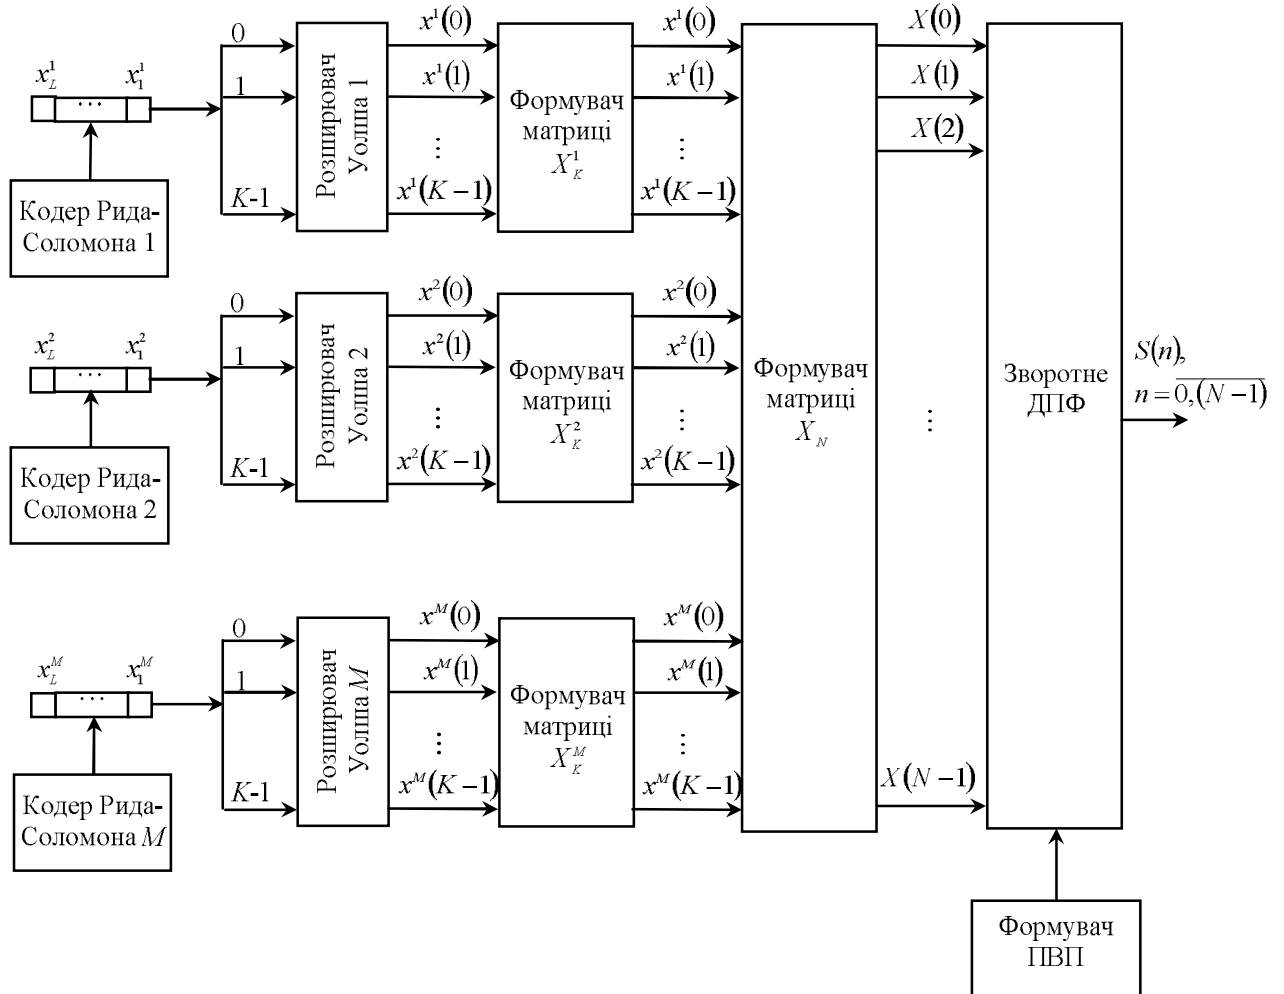 x_L^1 ... x_1^1
Кодер Рида-
Соломона 1
0
1
K-1
Розширювач
Уолша 1
x^1(0)
x^1(1)
⋮
x^1(K−1)
Формувач
матриці
X_K^1
x^1(0)
x^1(1)
⋮
x^1(K−1)
x_L^2 ... x_1^2
Кодер Рида-
Соломона 2
0
1
K-1
Розширювач
Уолша 2
x^2(0)
x^2(1)
⋮
x^2(K−1)
Формувач
матриці
X_K^2
x^2(0)
x^2(1)
⋮
x^2(K−1)
x_L^M ... x_1^M
Кодер Рида-
Соломона M
0
1
K-1
Розширювач
Уолша M
x^M(0)
x^M(1)
⋮
x^M(K−1)
Формувач
матриці
X_K^M
x^M(0)
x^M(1)
⋮
x^M(K−1)
Формувач
матриці
X_N
X(0)
X(1)
X(2)
⋮
X(N−1)
Зворотне
ДПФ
S(n),
n = \overline{0,(N−1)}
Формувач
ПВП